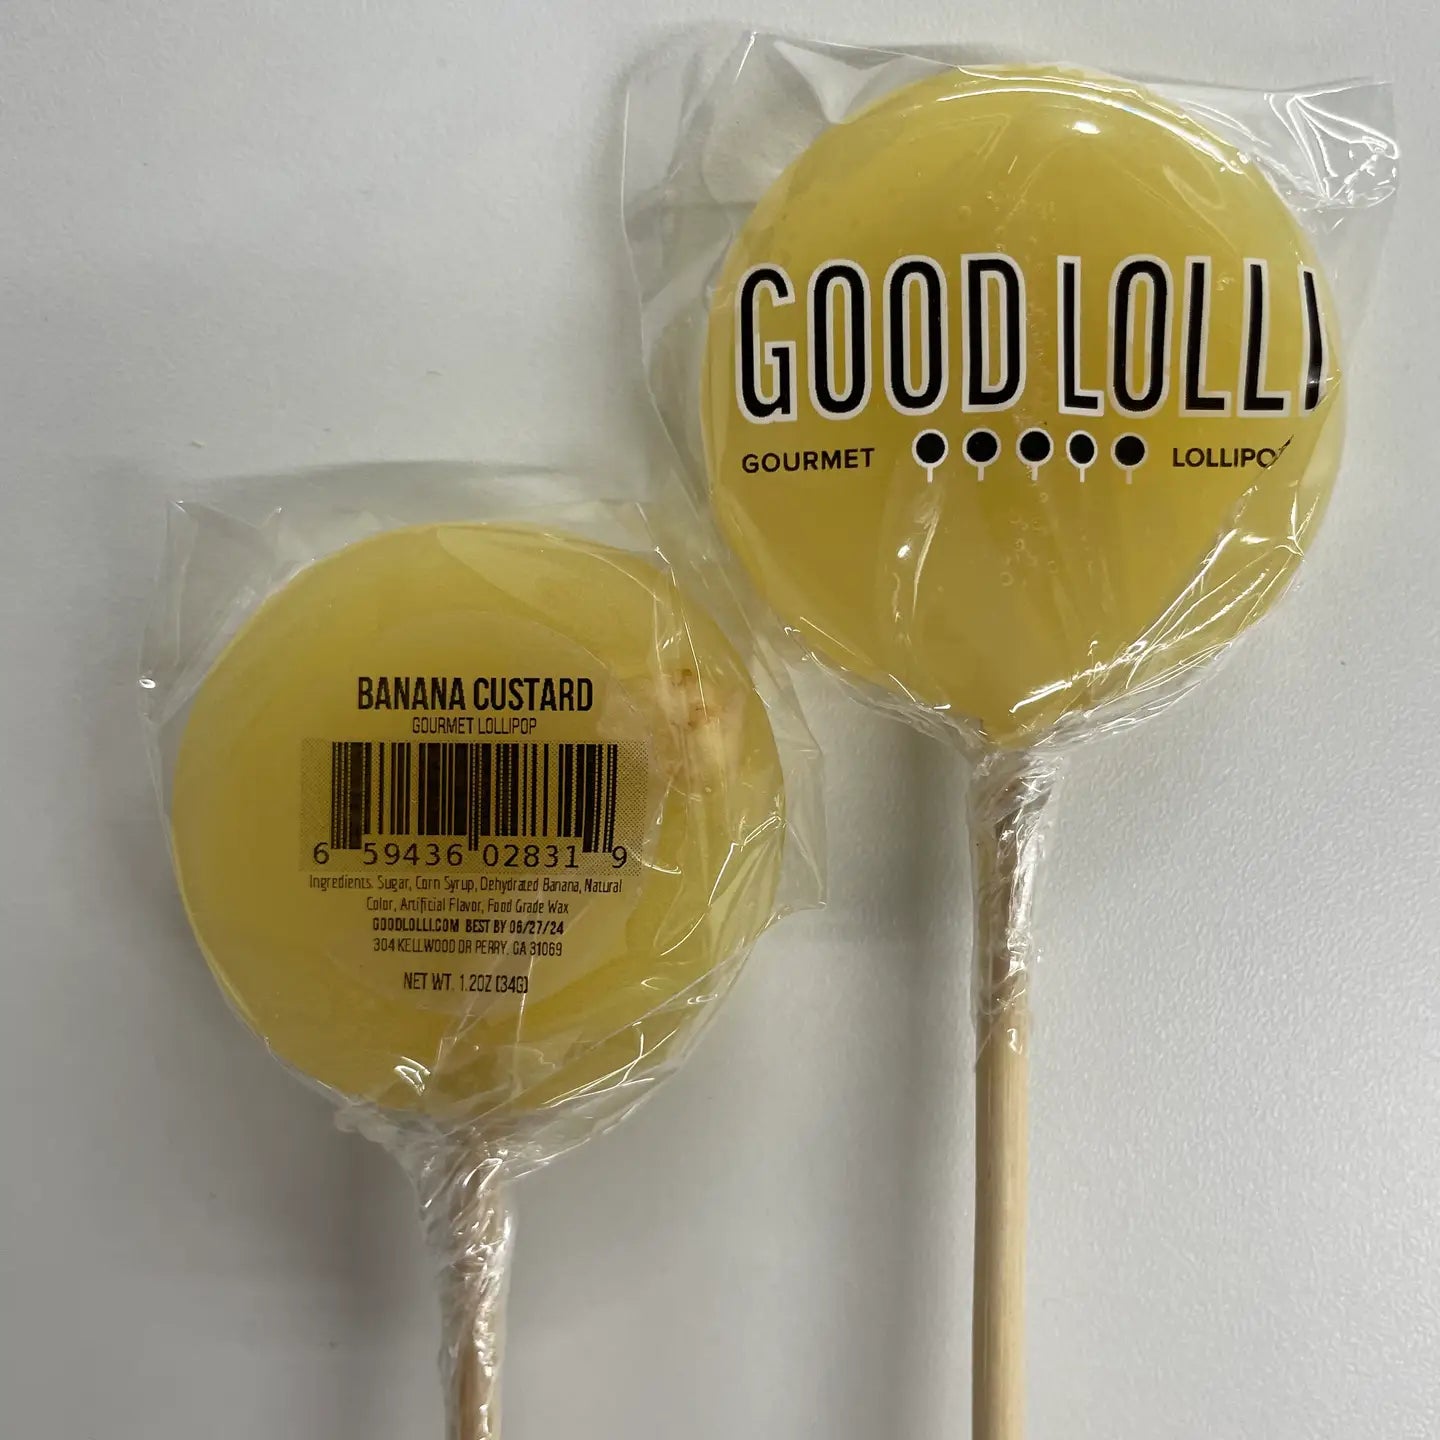 GOOD LOLLI
GOURMET LOLLIPO
BANANA CUSTARD
GOURMET LOLLIPOP
6 59436 02831 9
Ingredients. Sugar, Corn Syrup, Dehydrated Banana, Natural
Color, Artificial Flavor, Food Grade Wax
GOODLOLLI.COM BEST BY 06/27/24
304 KELLWOOD DR PERRY, GA 31069
NET WT. 1.2OZ (34G)